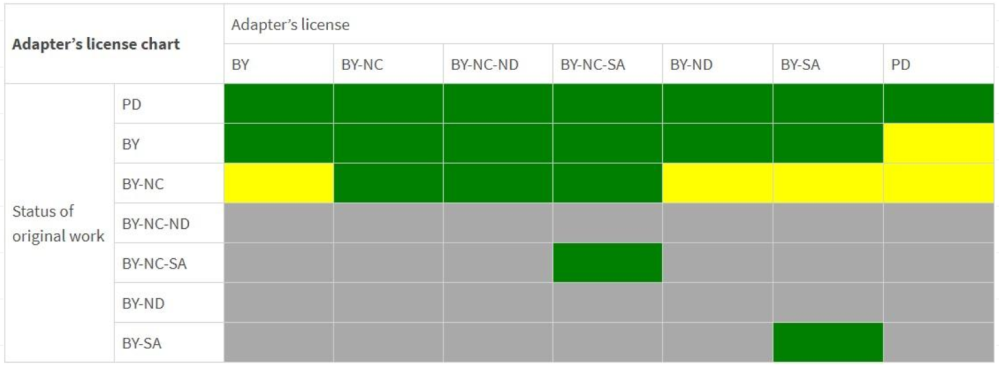 Adapter’s license chart
Adapter’s license
BY BY-NC BY-NC-ND BY-NC-SA BY-ND BY-SA PD
Status of
original work
PD
BY
BY-NC
BY-NC-ND
BY-NC-SA
BY-ND
BY-SA